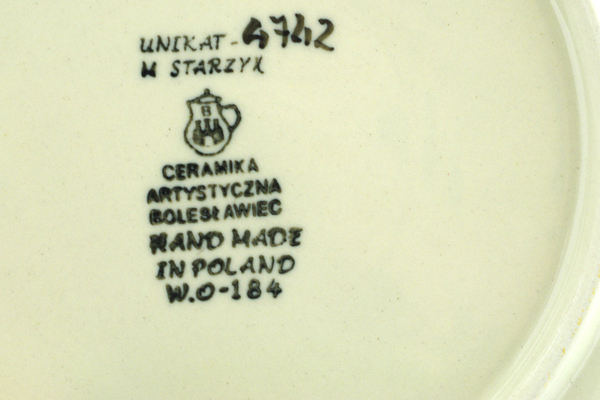 UNIKAT-4742
M STARZYK
B
CERAMIKA
ARTYSTYCZNA
BOLESŁAWIEC
HAND MADE
IN POLAND
W.O-184